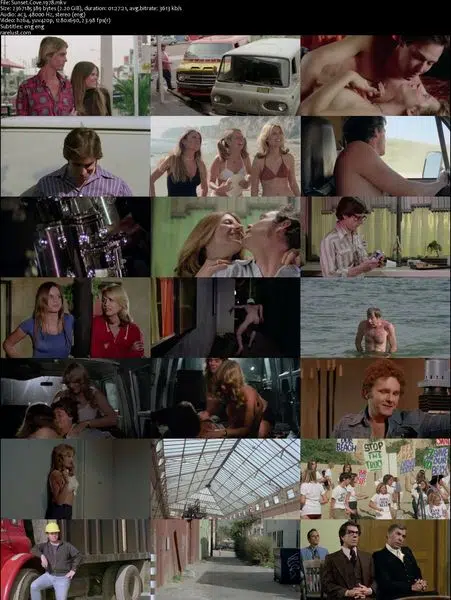 File: Sunset.Cove.1978.mkv
Size: 2367185389 bytes (2.20 GiB), duration: 01:27:21, avg.bitrate: 3613 kb/s
Audio: ac3, 48000 Hz, stereo (eng)
Video: h264, yuv420p, 1280x690, 23.98 fps(r)
Subtitles: eng eng
rarelust.com
OUR
BEACH
STOP
THE